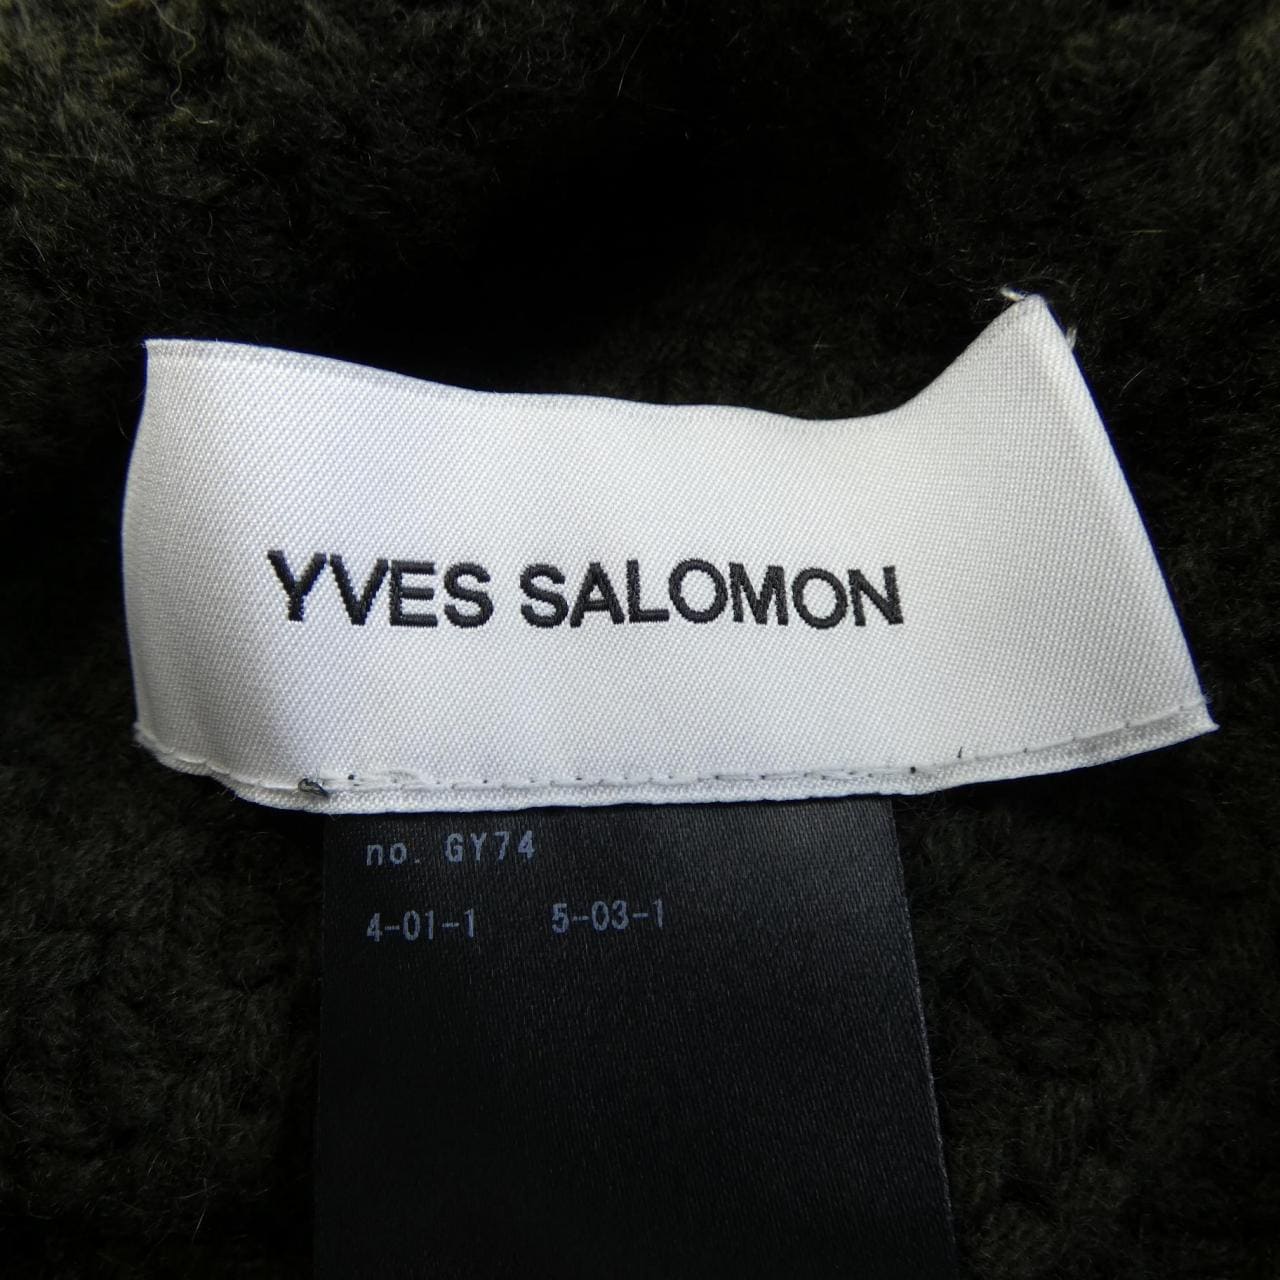 YVES SALOMON
no. GY74
4-01-1 5-03-1